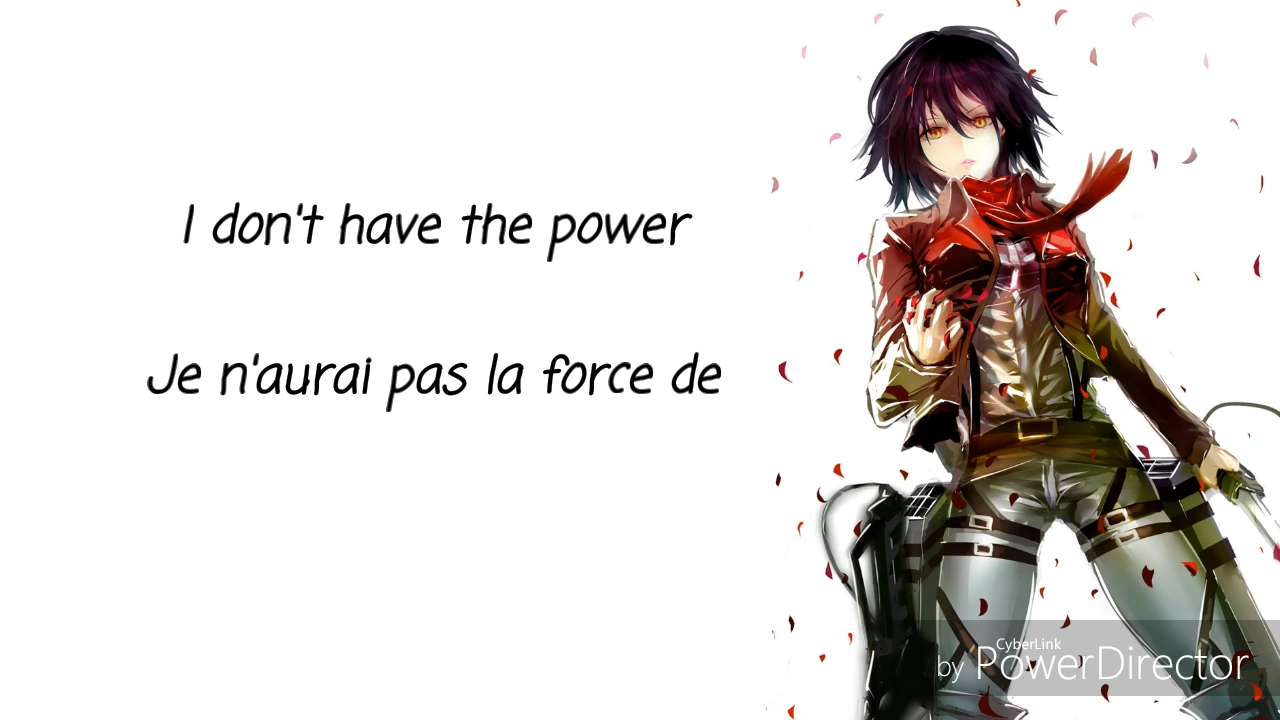 I don't have the power
Je n'aurai pas la force de
CyberLink
by PowerDirector